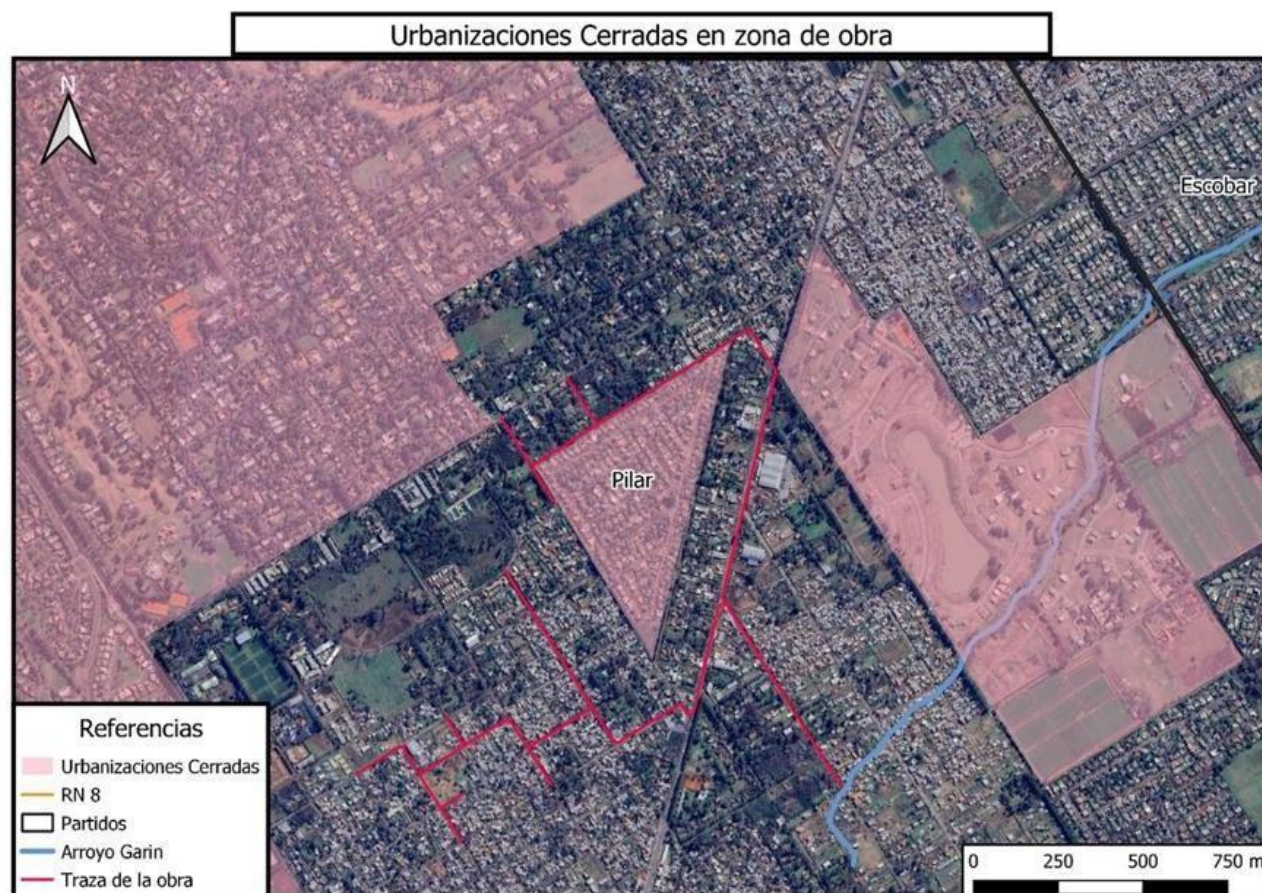 Urbanizaciones Cerradas en zona de obra
N
Escobar
Pilar
Referencias
Urbanizaciones Cerradas
RN 8
Partidos
Arroyo Garin
Traza de la obra
0 250 500 750 m